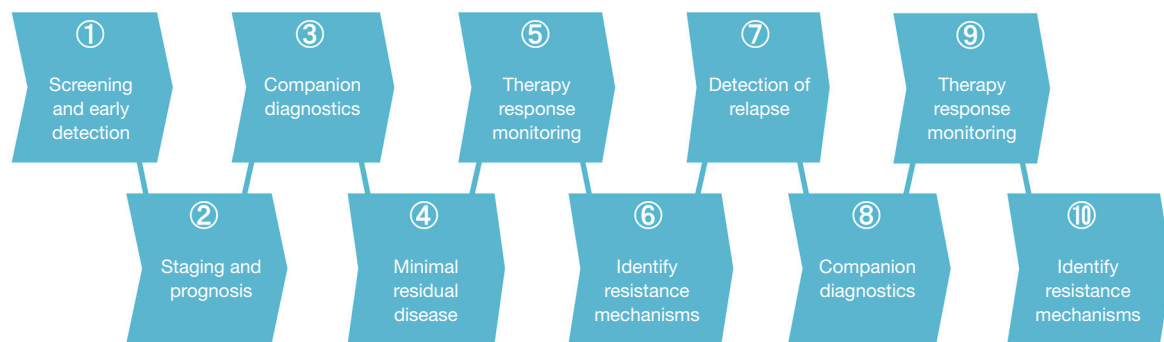 ①
Screening
and early
detection
②
Staging and
prognosis
③
Companion
diagnostics
④
Minimal
residual
disease
⑤
Therapy
response
monitoring
⑥
Identify
resistance
mechanisms
⑦
Detection of
relapse
⑧
Companion
diagnostics
⑨
Therapy
response
monitoring
⑩
Identify
resistance
mechanisms